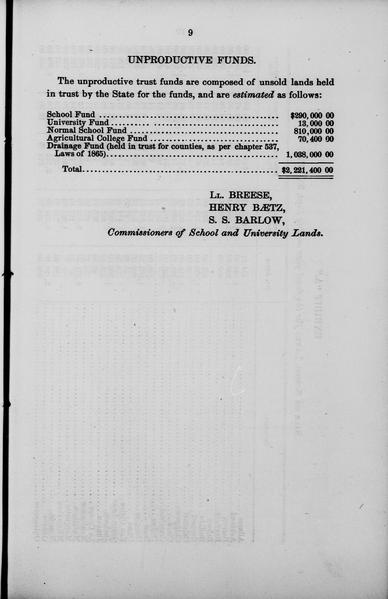 9
UNPRODUCTIVE FUNDS.
The unproductive trust funds are composed of unsold lands held
in trust by the State for the funds, and are estimated as follows:
School Fund ........................................ $290,000 00
University Fund ........................................ 13,000 00
Normal School Fund ........................................ 810,000 00
Agricultural College Fund ........................................ 70,400 00
Drainage Fund (held in trust for counties, as per chapter 537,
Laws of 1865)........................................ 1,038,000 00
Total........................................ $2,221,400 00
LL. BREESE,
HENRY BÆTZ,
S. S. BARLOW,
Commissioners of School and University Lands.